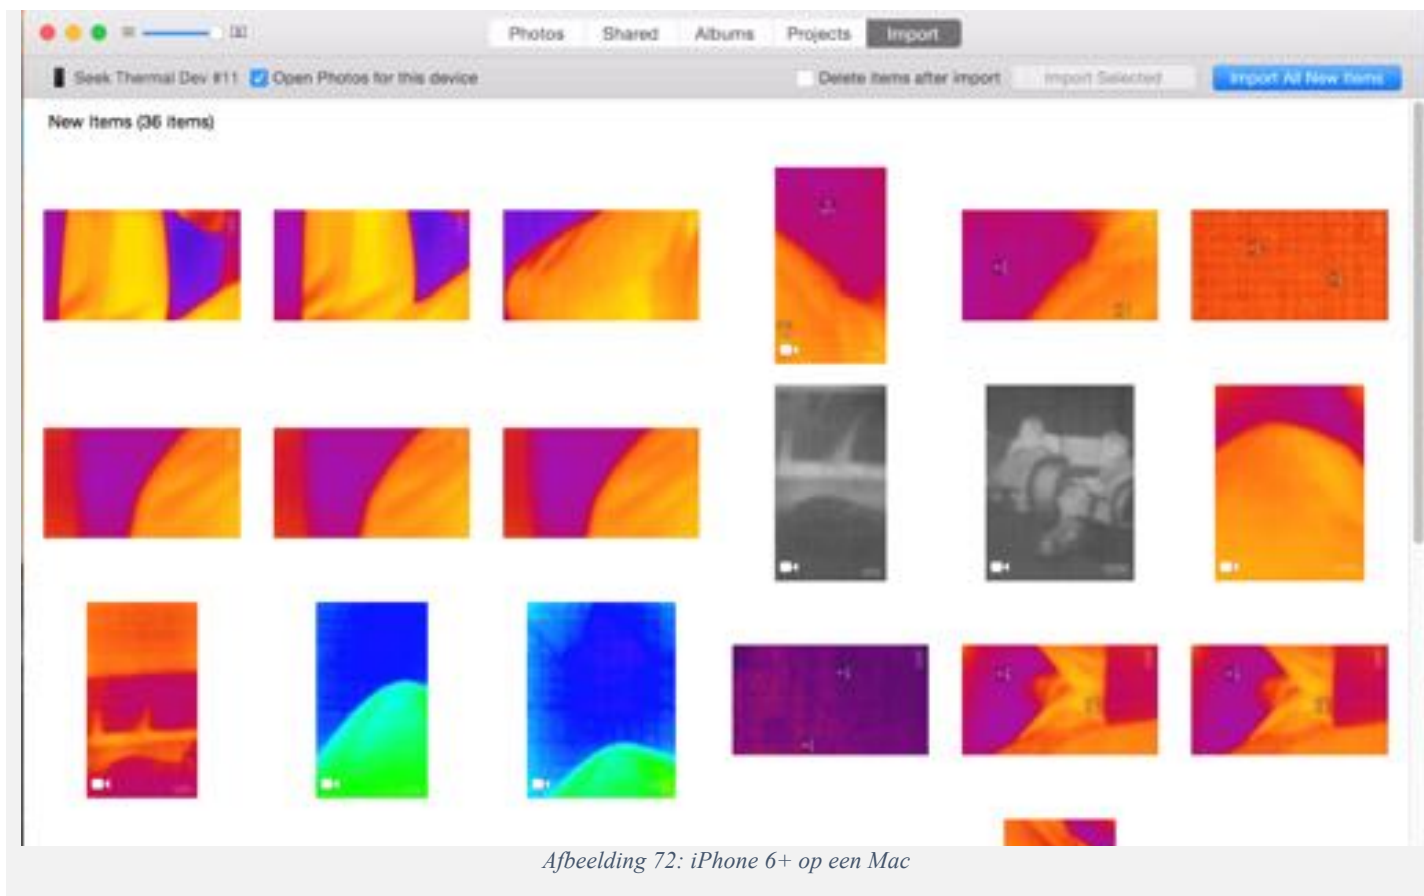 Photos Shared Albums Projects Import
Seek Thermal Dev #11 Open Photos for this device Delete items after import Import Selected Import All New Items
New Items (36 items)
Afbeelding 72: iPhone 6+ op een Mac